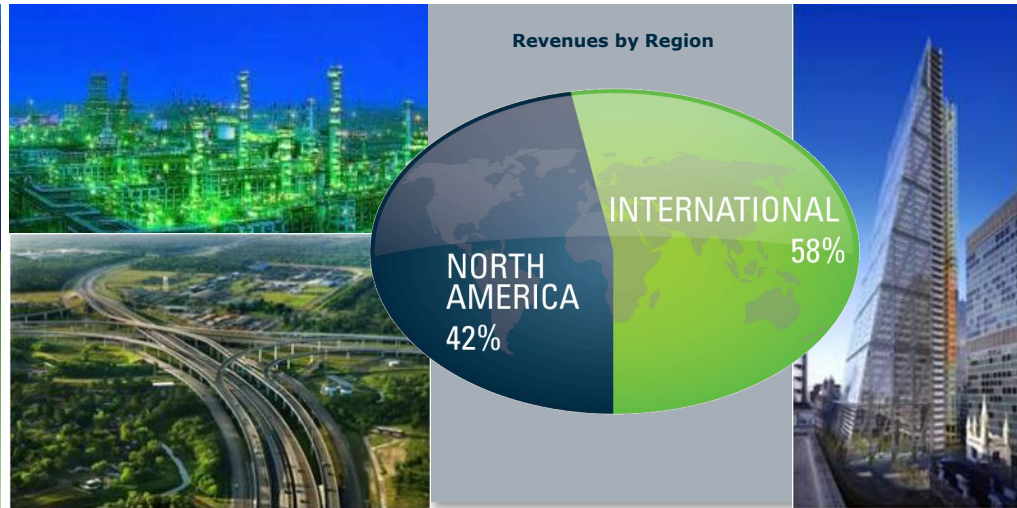 Revenues by Region
INTERNATIONAL
58%
NORTH
AMERICA
42%